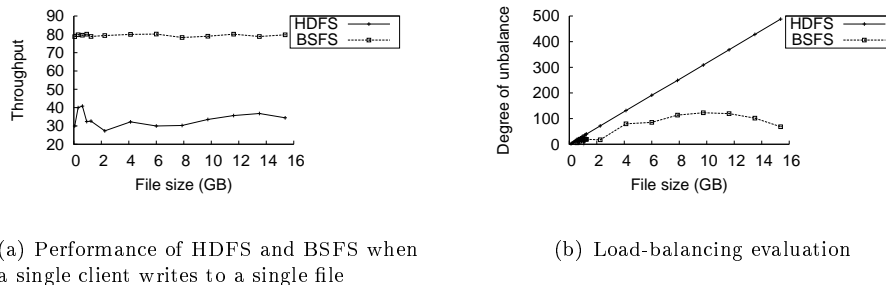 90
80
70
60
50
40
30
20
Throughput
0 2 4 6 8 10 12 14 16
File size (GB)
HDFS
BSFS
500
400
300
200
100
0
Degree of unbalance
0 2 4 6 8 10 12 14 16
File size (GB)
HDFS
BSFS
(a) Performance of HDFS and BSFS when
a single client writes to a single file
(b) Load-balancing evaluation